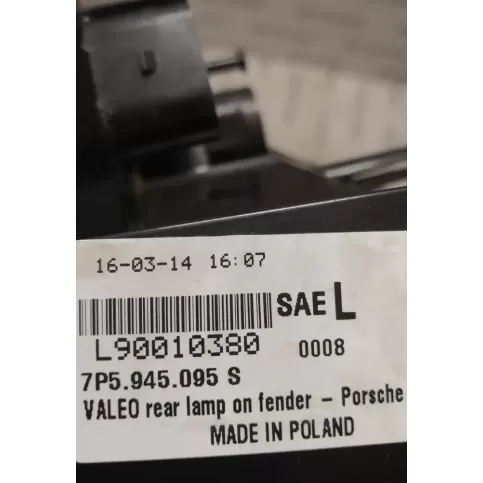 16-03-14 16:07
SAE L
L90010380 0008
7P5.945.095 S
VALEO rear lamp on fender - Porsche
MADE IN POLAND